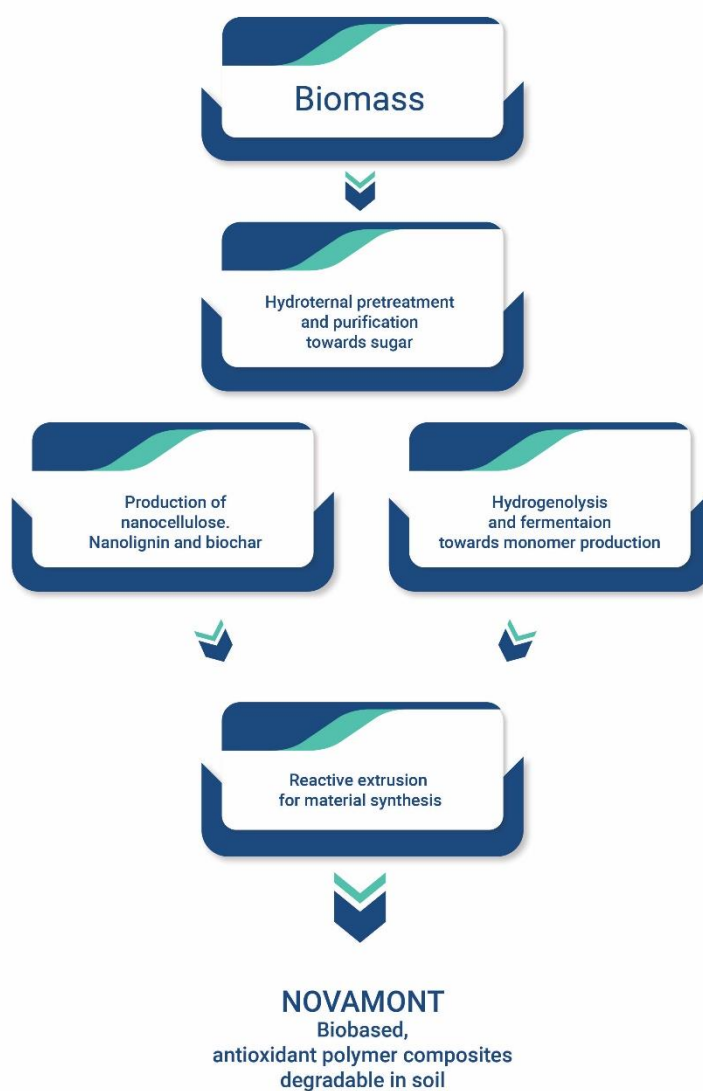 Biomass
Hydroternal pretreatment
and purification
towards sugar
Production of
nanocellulose.
Nanolignin and biochar
Hydrogenolysis
and fermentaion
towards monomer production
Reactive extrusion
for material synthesis
NOVAMONT
Biobased,
antioxidant polymer composites
degradable in soil